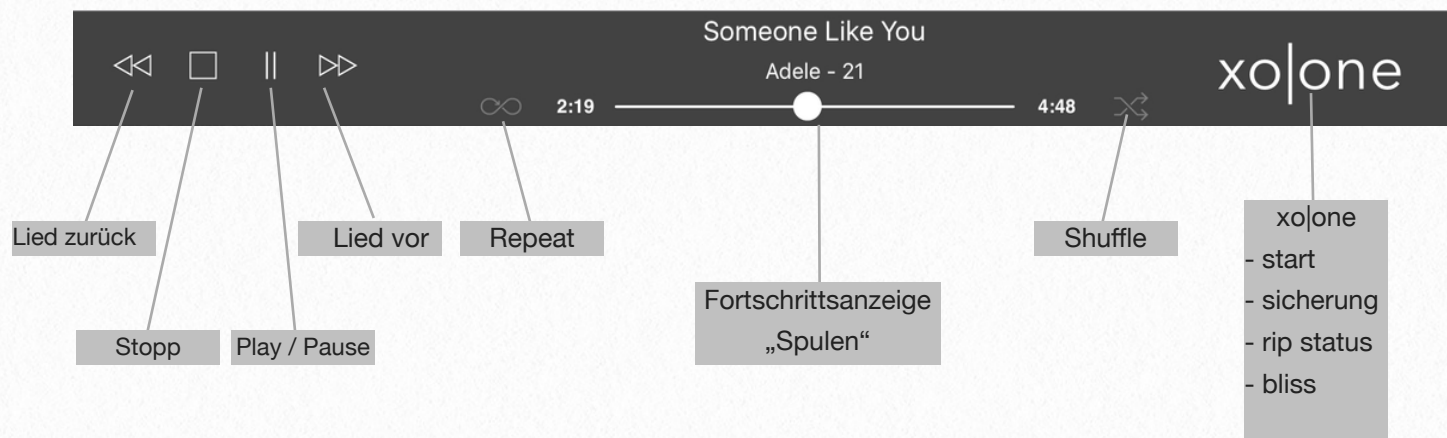 Someone Like You
Adele - 21
xo|one
2:19
4:48
Lied zurück
Lied vor
Repeat
Shuffle
Stopp
Play / Pause
Fortschrittsanzeige
„Spulen“
xo|one
- start
- sicherung
- rip status
- bliss